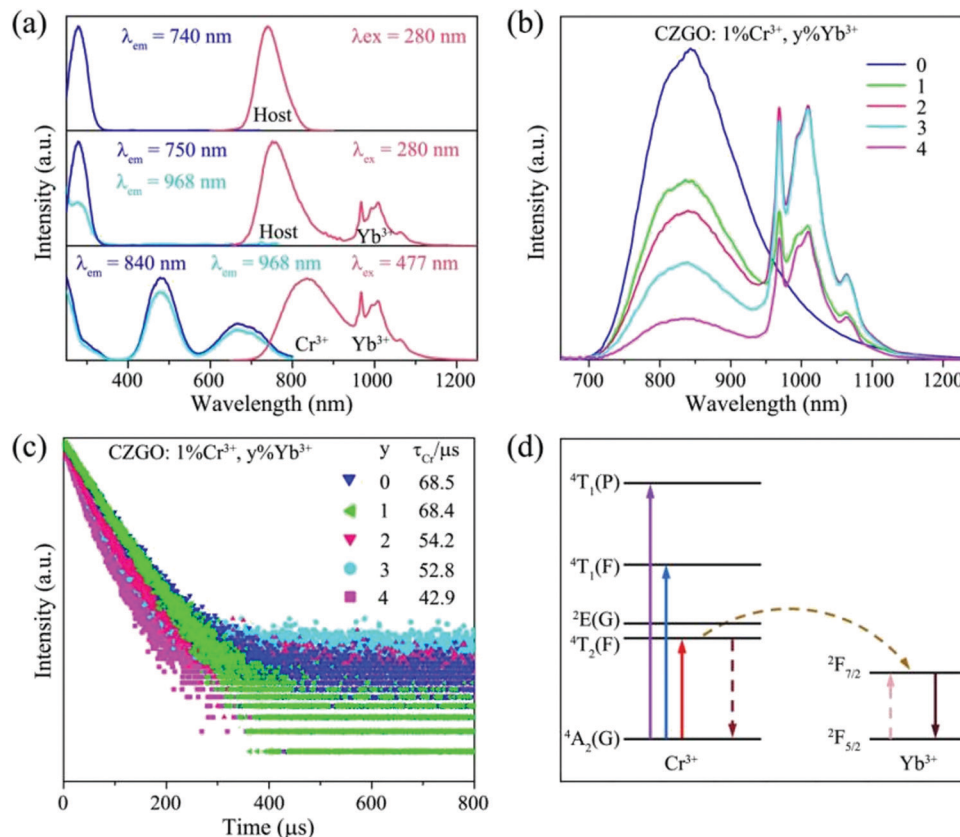 (a)
λem = 740 nm
λex = 280 nm
Host
λem = 750 nm
λex = 280 nm
λem = 968 nm
Host
Yb³⁺
λem = 840 nm
λem = 968 nm
λex = 477 nm
Cr³⁺
Yb³⁺
Intensity (a.u.)
400 600 800 1000 1200
Wavelength (nm)
(b)
CZGO: 1%Cr³⁺, y%Yb³⁺
0
1
2
3
4
Intensity (a.u.)
700 800 900 1000 1100 1200
Wavelength (nm)
(c)
CZGO: 1%Cr³⁺, y%Yb³⁺
y τCr/μs
0 68.5
1 68.4
2 54.2
3 52.8
4 42.9
Intensity (a.u.)
0 200 400 600 800
Time (μs)
(d)
⁴T₁(P)
⁴T₁(F)
²E(G)
⁴T₂(F)
²F₇/₂
⁴A₂(G)
²F₅/₂
Cr³⁺
Yb³⁺